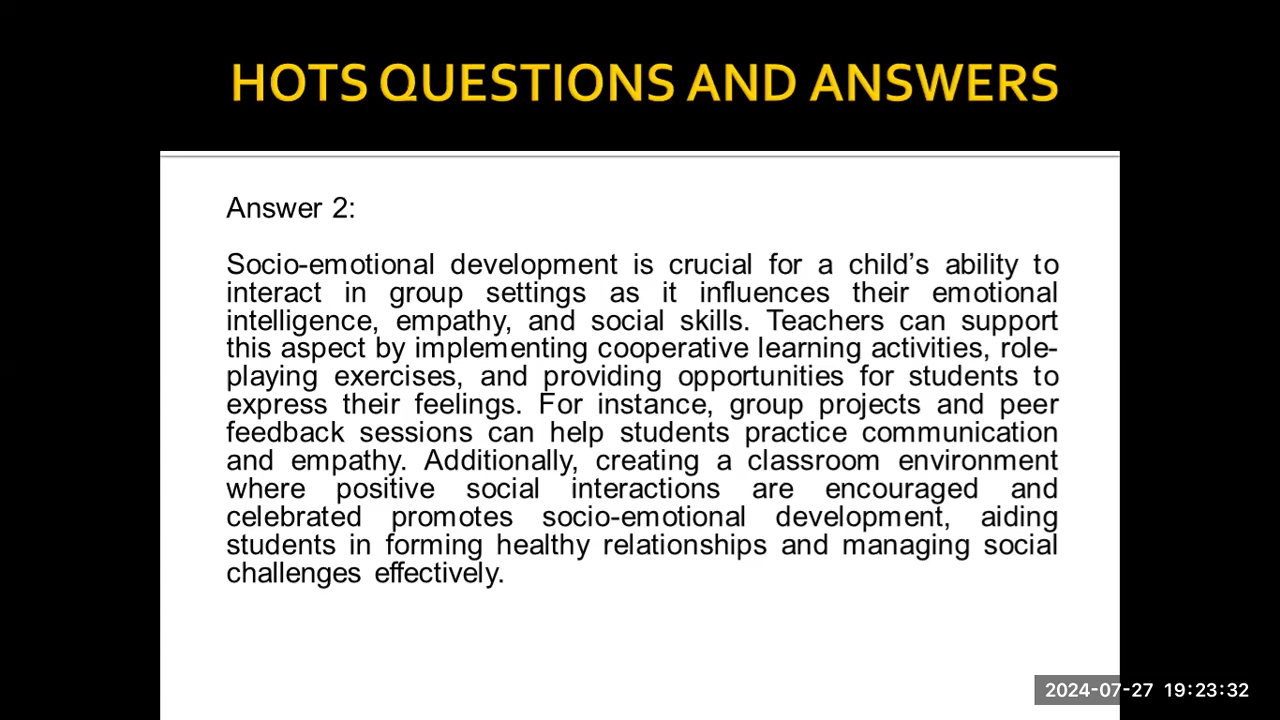 HOTS QUESTIONS AND ANSWERS
Answer 2:
Socio-emotional development is crucial for a child’s ability to
interact in group settings as it influences their emotional
intelligence, empathy, and social skills. Teachers can support
this aspect by implementing cooperative learning activities, role-
playing exercises, and providing opportunities for students to
express their feelings. For instance, group projects and peer
feedback sessions can help students practice communication
and empathy. Additionally, creating a classroom environment
where positive social interactions are encouraged and
celebrated promotes socio-emotional development, aiding
students in forming healthy relationships and managing social
challenges effectively.
2024-07-27 19:23:32